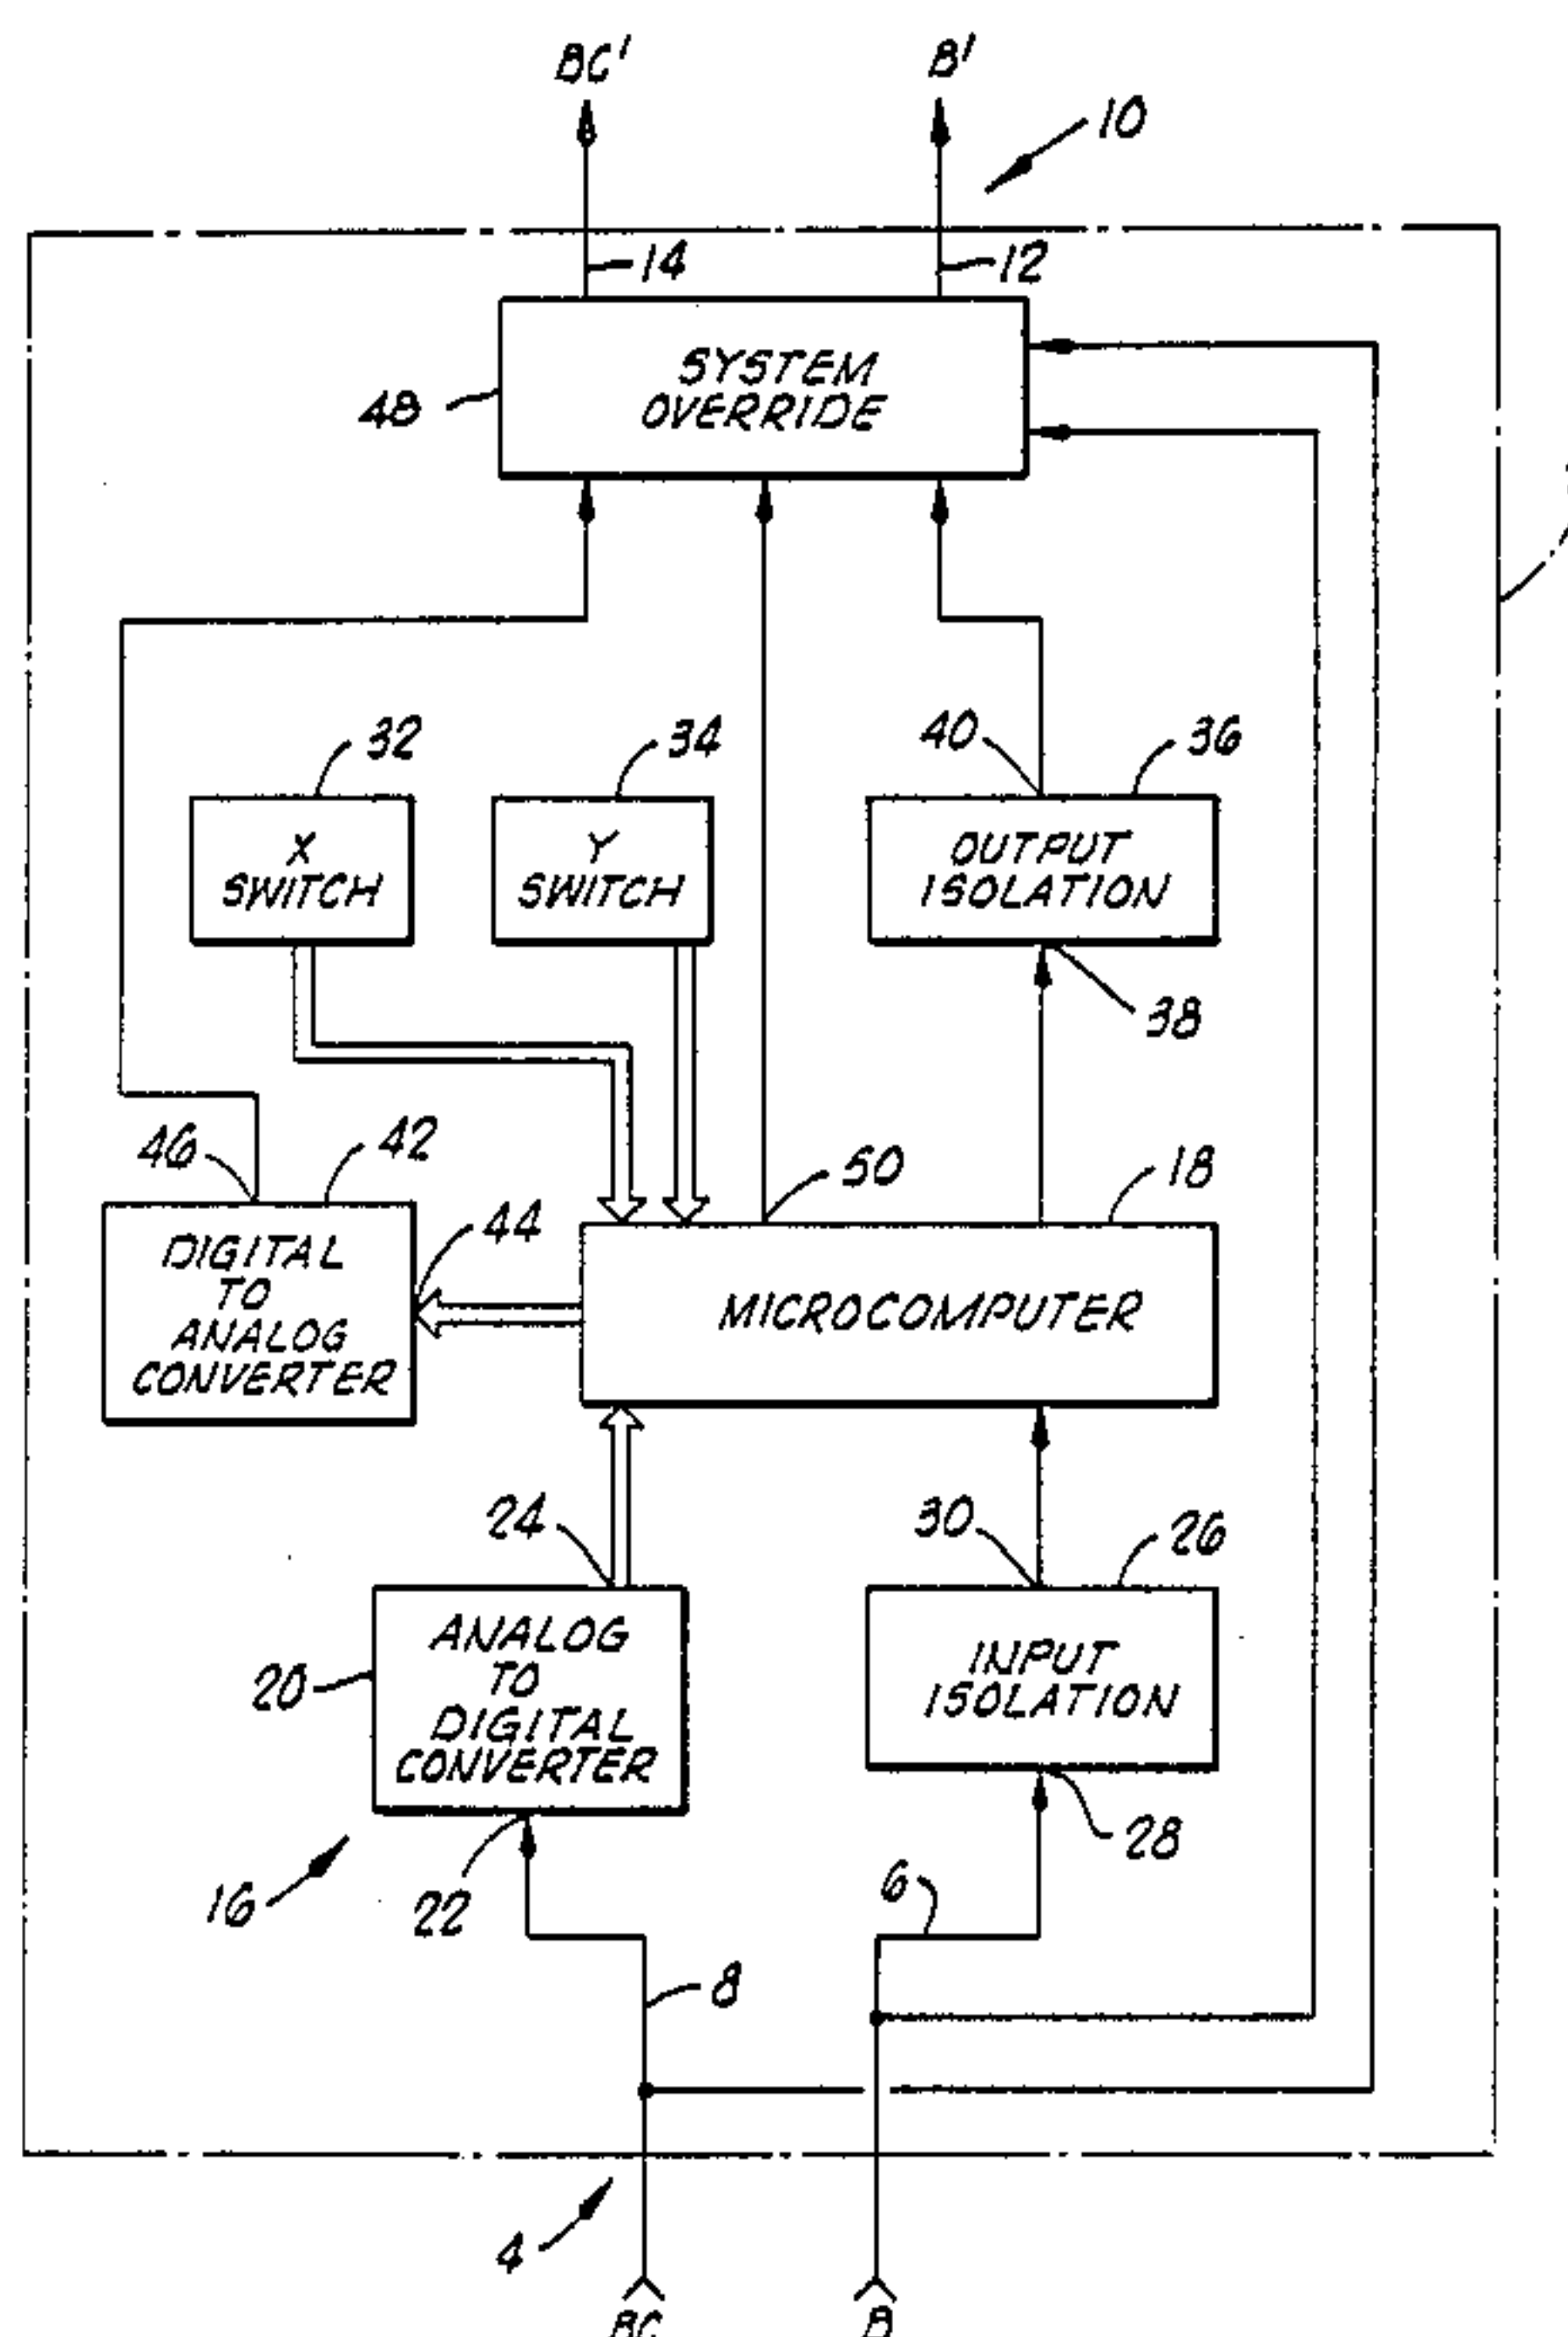 BC' B'
10
14 12
SYSTEM
OVERRIDE
48
32 34 40 36
X
SWITCH
Y
SWITCH
OUTPUT
ISOLATION
38
46 42 50 18
44
DIGITAL
TO
ANALOG
CONVERTER
MICROCOMPUTER
24 30 26
20
ANALOG
TO
DIGITAL
CONVERTER
INPUT
ISOLATION
28
16 22 6
8
4
BC B